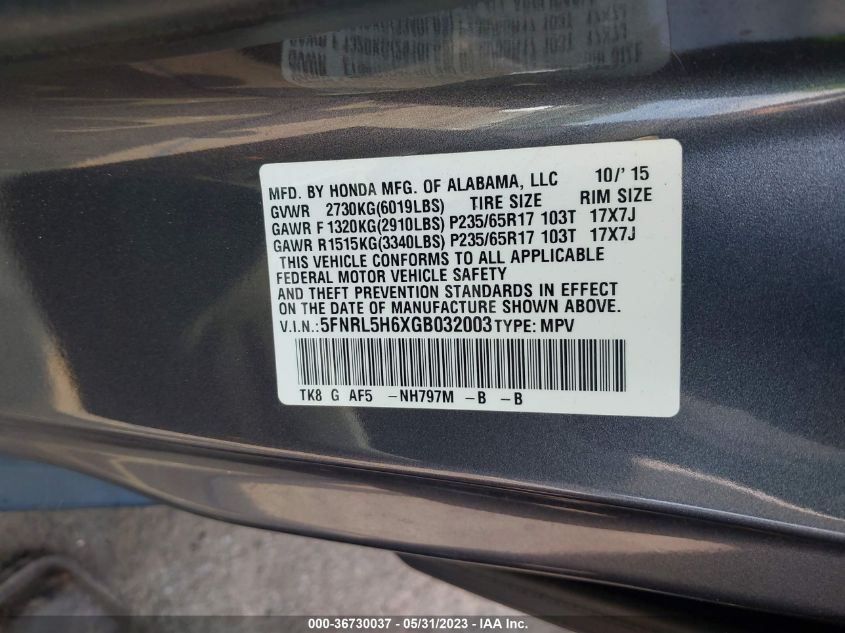 MFD. BY HONDA MFG. OF ALABAMA, LLC 10/'15
GVWR 2730KG(6019LBS) TIRE SIZE RIM SIZE
GAWR F 1320KG(2910LBS) P235/65R17 103T 17X7J
GAWR R1515KG(3340LBS) P235/65R17 103T 17X7J
THIS VEHICLE CONFORMS TO ALL APPLICABLE
FEDERAL MOTOR VEHICLE SAFETY
AND THEFT PREVENTION STANDARDS IN EFFECT
ON THE DATE OF MANUFACTURE SHOWN ABOVE.
V.I.N.:5FNRL5H6XGB032003 TYPE: MPV
TK8 G AF5 -NH797M -B -B
000-36730037 - 05/31/2023 - IAA Inc.